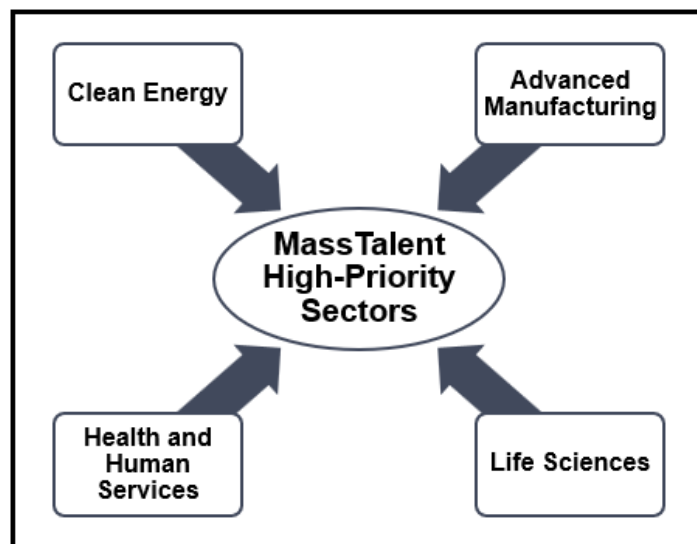 Clean Energy
Advanced
Manufacturing
MassTalent
High-Priority
Sectors
Health and
Human
Services
Life Sciences